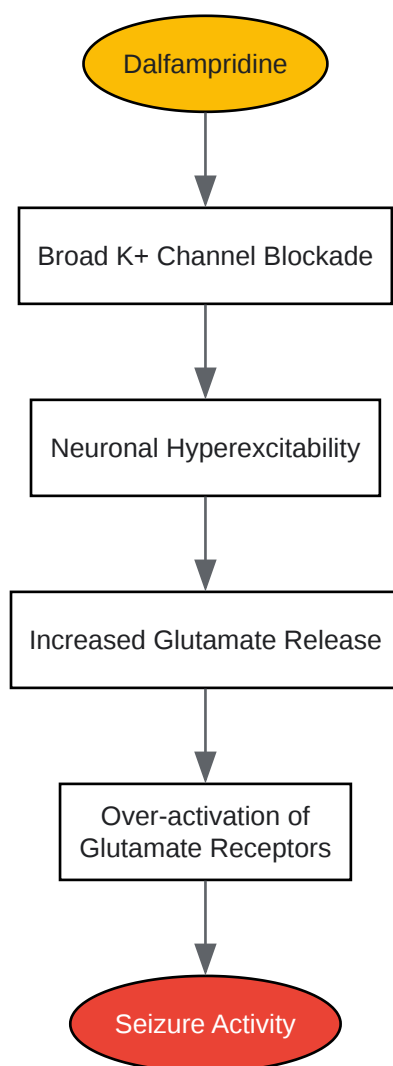 Dalfampridine
Broad K+ Channel Blockade
Neuronal Hyperexcitability
Increased Glutamate Release
Over-activation of
Glutamate Receptors
Seizure Activity